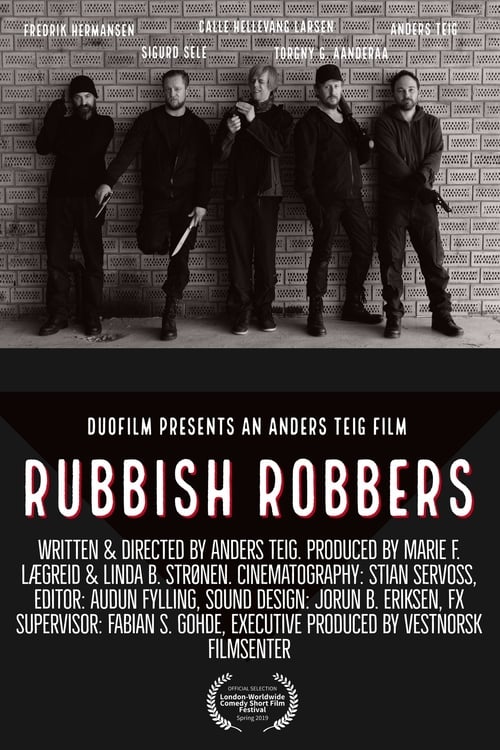 FREDRIK HERMANSEN
CALLE HELLEVANG LARSEN
ANDERS TEIG
SIGURD SELE
TORGNY G. AANDERAA
DUOFILM PRESENTS AN ANDERS TEIG FILM
RUBBISH ROBBERS
WRITTEN & DIRECTED BY ANDERS TEIG. PRODUCED BY MARIE F.
LÆGREID & LINDA B. STRØNEN. CINEMATOGRAPHY: STIAN SERVOSS,
EDITOR: AUDUN FYLLING, SOUND DESIGN: JORUN B. ERIKSEN, FX
SUPERVISOR: FABIAN S. GOHDE, EXECUTIVE PRODUCED BY VESTNORSK
FILMSENTER
OFFICIAL SELECTION
London-Worldwide
Comedy Short Film
Festival
Spring 2019